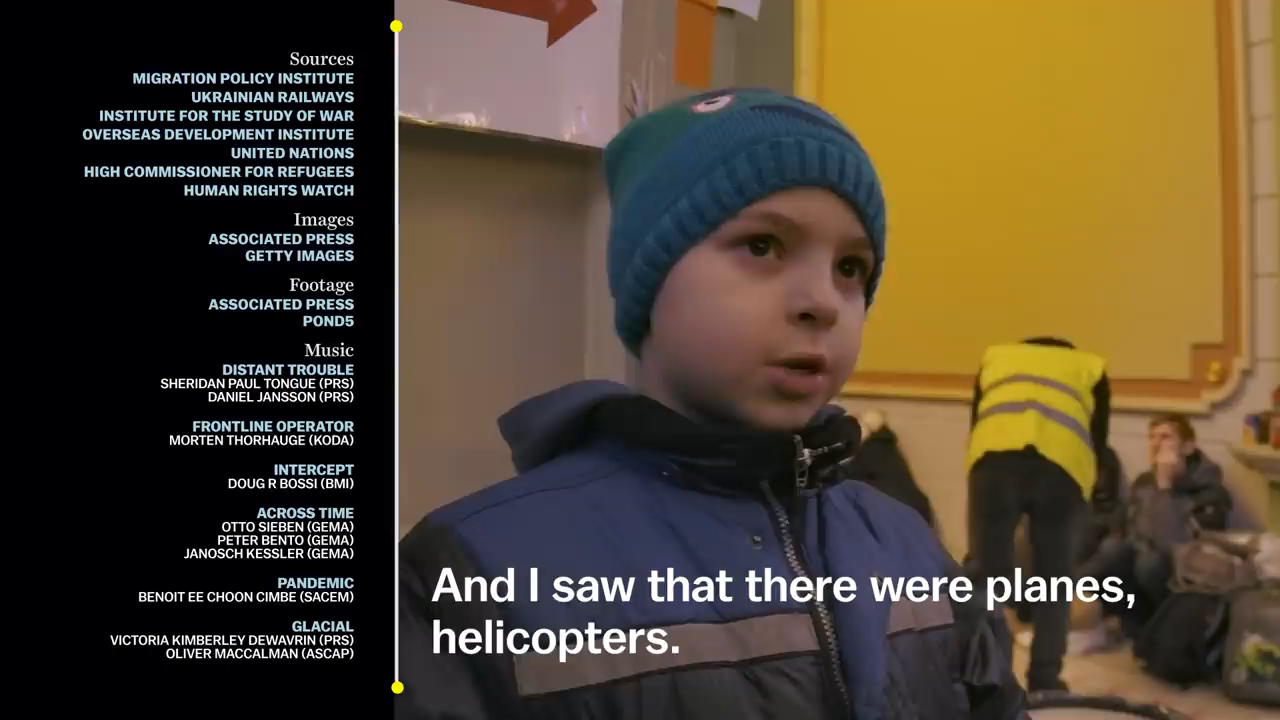 Sources
MIGRATION POLICY INSTITUTE
UKRAINIAN RAILWAYS
INSTITUTE FOR THE STUDY OF WAR
OVERSEAS DEVELOPMENT INSTITUTE
UNITED NATIONS
HIGH COMMISSIONER FOR REFUGEES
HUMAN RIGHTS WATCH
Images
ASSOCIATED PRESS
GETTY IMAGES
Footage
ASSOCIATED PRESS
POND5
Music
DISTANT TROUBLE
SHERIDAN PAUL TONGUE (PRS)
DANIEL JANSSON (PRS)
FRONTLINE OPERATOR
MORTEN THORHAUGE (KODA)
INTERCEPT
DOUG R BOSSI (BMI)
ACROSS TIME
OTTO SIEBEN (GEMA)
PETER BENTO (GEMA)
JANOSCH KESSLER (GEMA)
PANDEMIC
BENOIT EE CHOON CIMBE (SACEM)
GLACIAL
VICTORIA KIMBERLEY DEWAVRIN (PRS)
OLIVER MACCALMAN (ASCAP)
And I saw that there were planes,
helicopters.